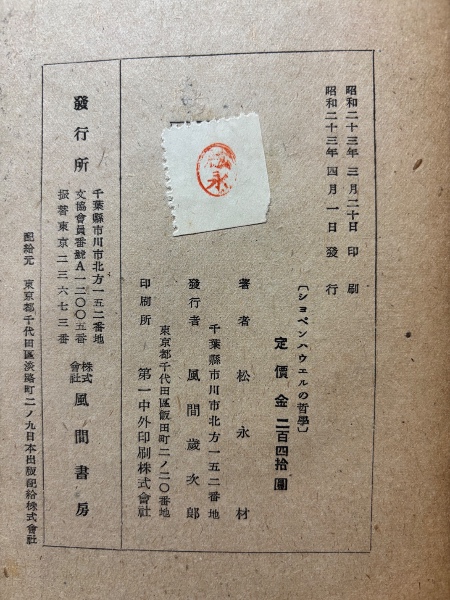 昭和二十三年三月二十日印刷
昭和二十三年四月一日發行
〔ショペンハウエルの哲學〕
定價金二百四拾圓
著者 松永材
千葉縣市川市北方一五二番地
發行者 風間歲次郎
東京都千代田區飯田町二ノ二〇番地
印刷所 第一中外印刷株式會社
永
發行所
千葉縣市川市北方一五二番地
文協會員番號A一二〇〇五番
振替東京二三六七三番
株式會社 風間書房
配給元 東京都千代田區淡路町二ノ九日本出版配給株式會社